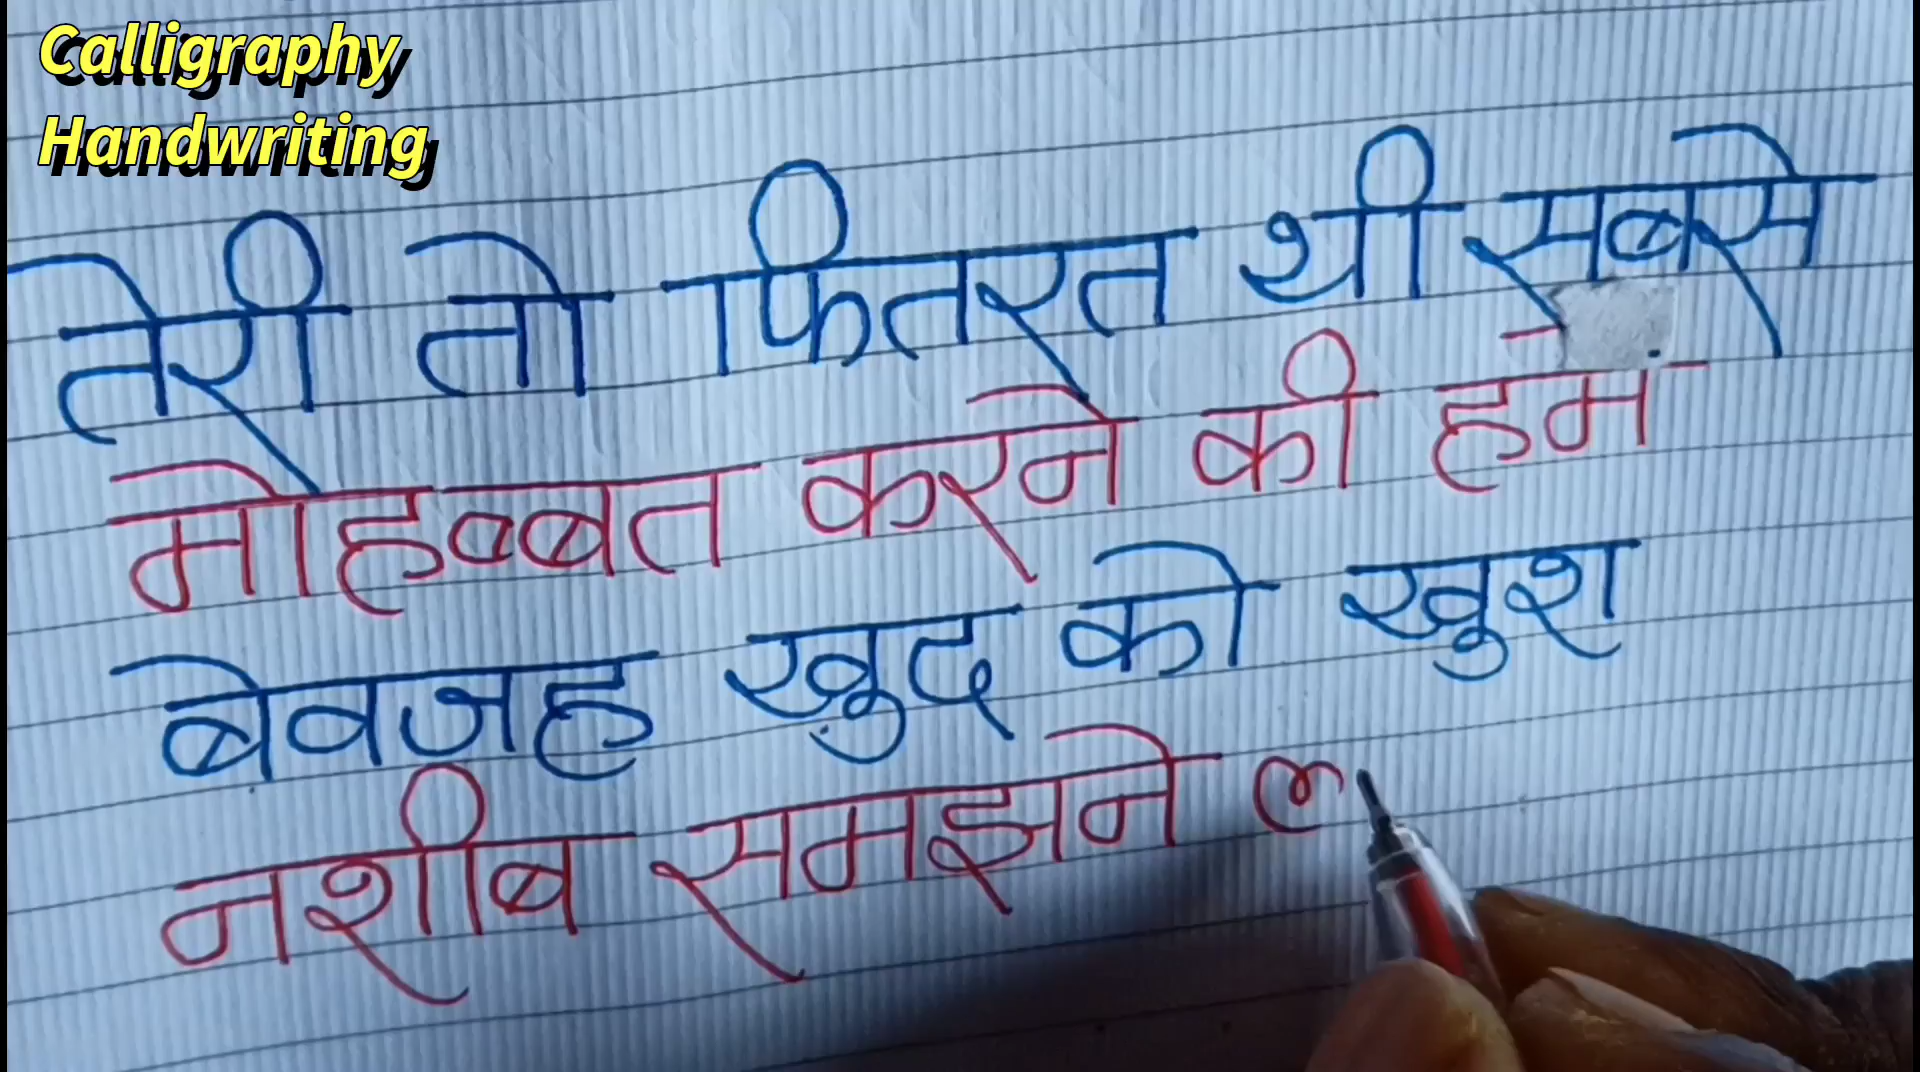 Calligraphy
Handwriting
तेरी तो फितरत थी सबसे
मोहब्बत करने की हम
बेवजह खुद को खुश
नशीब समझने